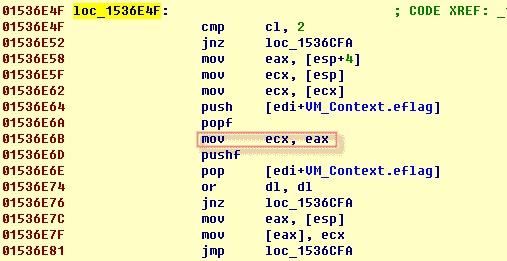 01536E4F loc_1536E4F: ; CODE XREF: _
01536E4F cmp cl, 2
01536E52 jnz loc_1536CFA
01536E58 mov eax, [esp+4]
01536E5F mov ecx, [esp]
01536E62 mov ecx, [ecx]
01536E64 push [edi+VM_Context.eflag]
01536E6A popf
01536E6B mov ecx, eax
01536E6D pushf
01536E6E pop [edi+VM_Context.eflag]
01536E74 or dl, dl
01536E76 jnz loc_1536CFA
01536E7C mov eax, [esp]
01536E7F mov [eax], ecx
01536E81 jmp loc_1536CFA